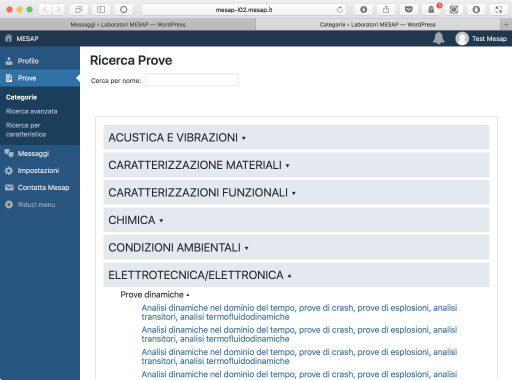 mesap-l02.mesap.it
1
Messaggi ‹ Laboratori MESAP — WordPress
Categorie ‹ Laboratori MESAP — WordPress
MESAP
Test Mesap
Profilo
Prove
Categorie
Ricerca avanzata
Ricerca per
caratteristica
Messaggi
Impostazioni
Contatta Mesap
Riduci menu
Ricerca Prove
Cerca per nome:
ACUSTICA E VIBRAZIONI
CARATTERIZZAZIONE MATERIALI
CARATTERIZZAZIONI FUNZIONALI
CHIMICA
CONDIZIONI AMBIENTALI
ELETTROTECNICA/ELETTRONICA
Prove dinamiche
Analisi dinamiche nel dominio del tempo, prove di crash, prove di esplosioni, analisi
transitori, analisi termofluidodinamiche
Analisi dinamiche nel dominio del tempo, prove di crash, prove di esplosioni, analisi
transitori, analisi termofluidodinamiche
Analisi dinamiche nel dominio del tempo, prove di crash, prove di esplosioni, analisi
transitori, analisi termofluidodinamiche
Analisi dinamiche nel dominio del tempo, prove di crash, prove di esplosioni, analisi